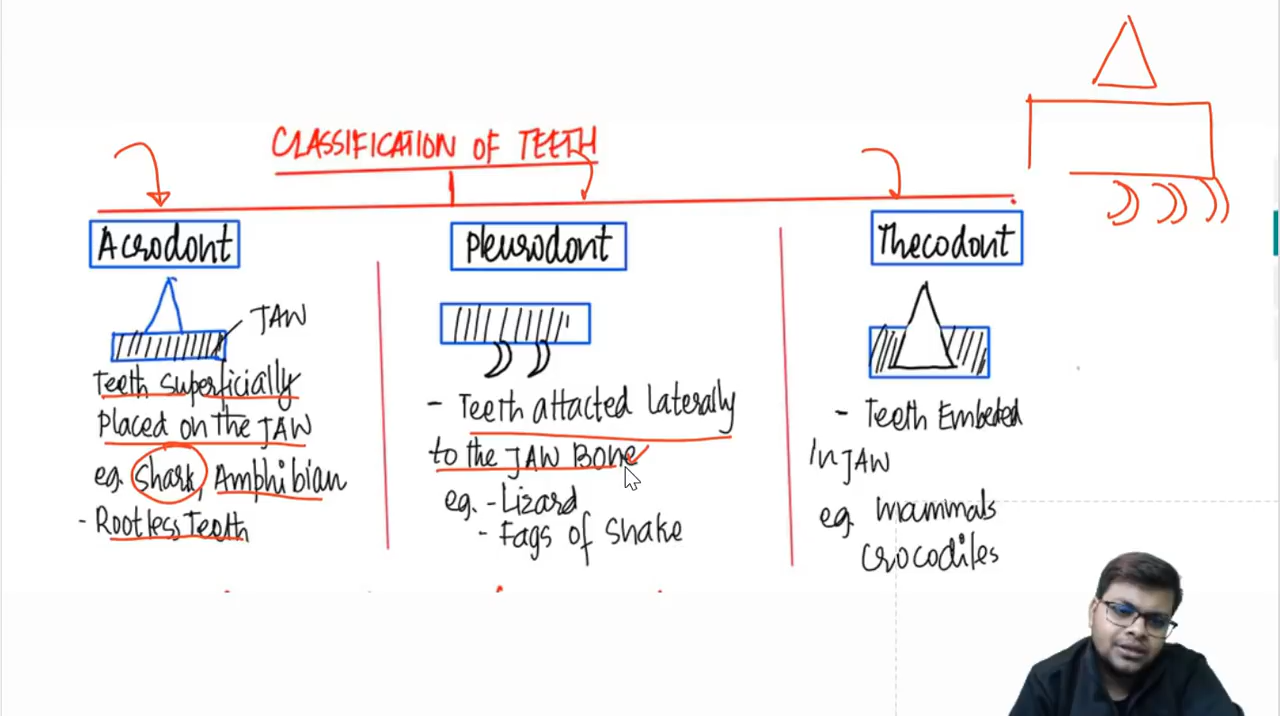 CLASSIFICATION OF TEETH
Acrodont
JAW
Teeth Superficially
Placed on the JAW
eg. Shark, Amphibian
- Rootless Teeth
Pleurodont
- Teeth attacted Laterally
to the JAW Bone
eg. - Lizard
- Fags of Snake
Thecodont
- Teeth Embeted
In JAW
eg. mammals
Crocodiles